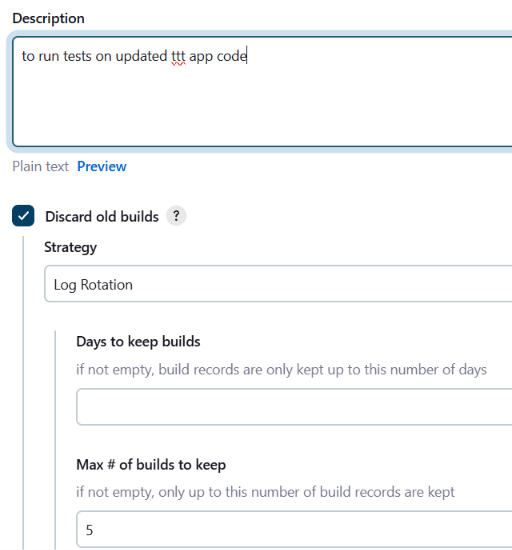 Description
to run tests on updated ttt app code
Plain text Preview
Discard old builds ?
Strategy
Log Rotation
Days to keep builds
if not empty, build records are only kept up to this number of days
Max # of builds to keep
if not empty, only up to this number of build records are kept
5